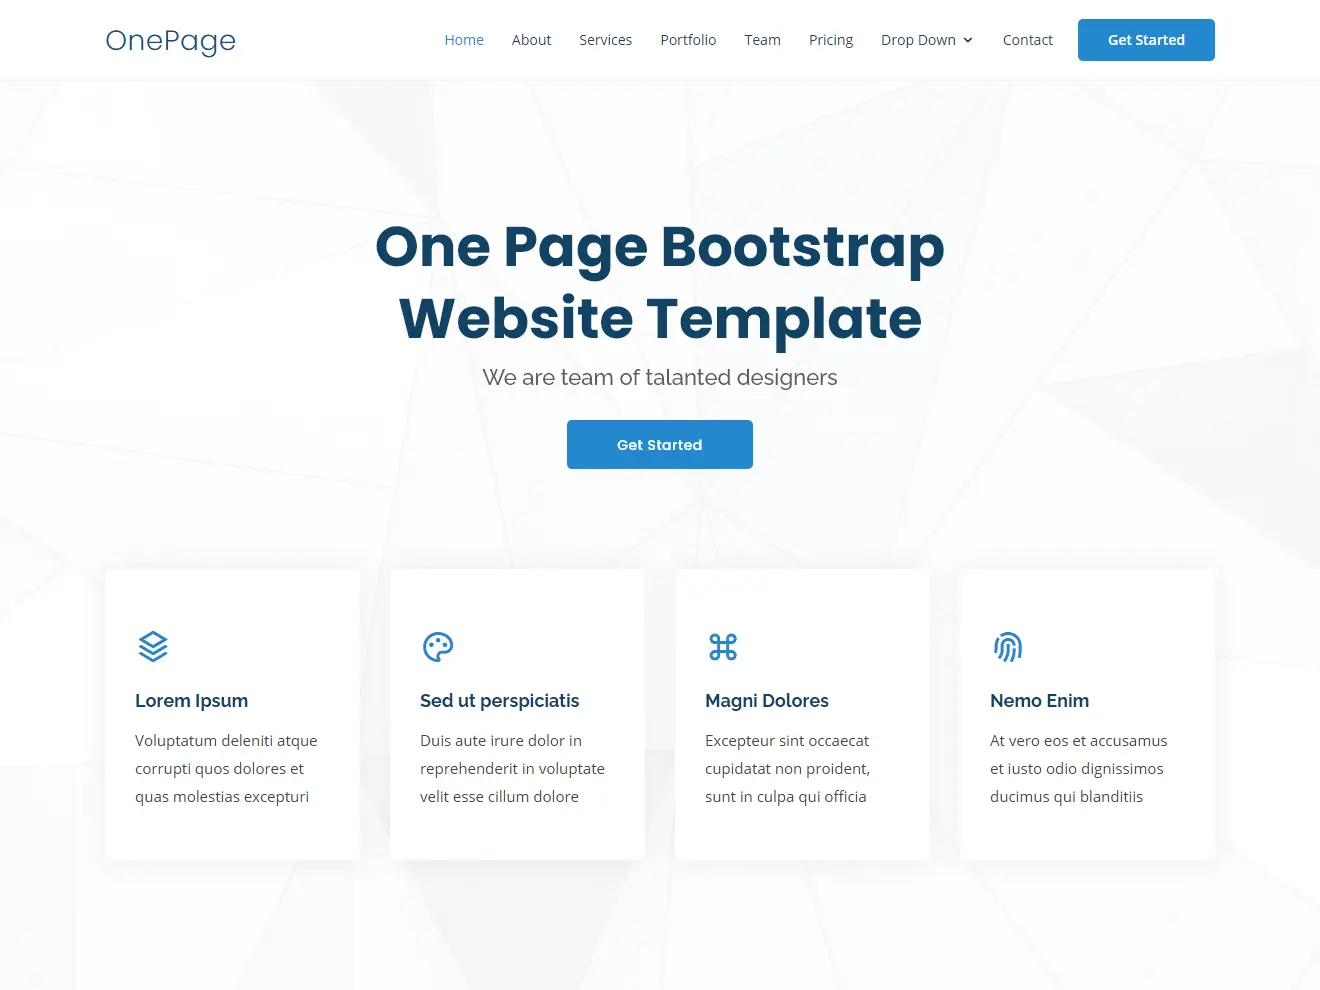 OnePage
Home About Services Portfolio Team Pricing Drop Down Contact Get Started
One Page Bootstrap
Website Template
We are team of talanted designers
Get Started
Lorem Ipsum
Voluptatum deleniti atque
corrupti quos dolores et
quas molestias excepturi
Sed ut perspiciatis
Duis aute irure dolor in
reprehenderit in voluptate
velit esse cillum dolore
Magni Dolores
Excepteur sint occaecat
cupidatat non proident,
sunt in culpa qui officia
Nemo Enim
At vero eos et accusamus
et iusto odio dignissimos
ducimus qui blanditiis